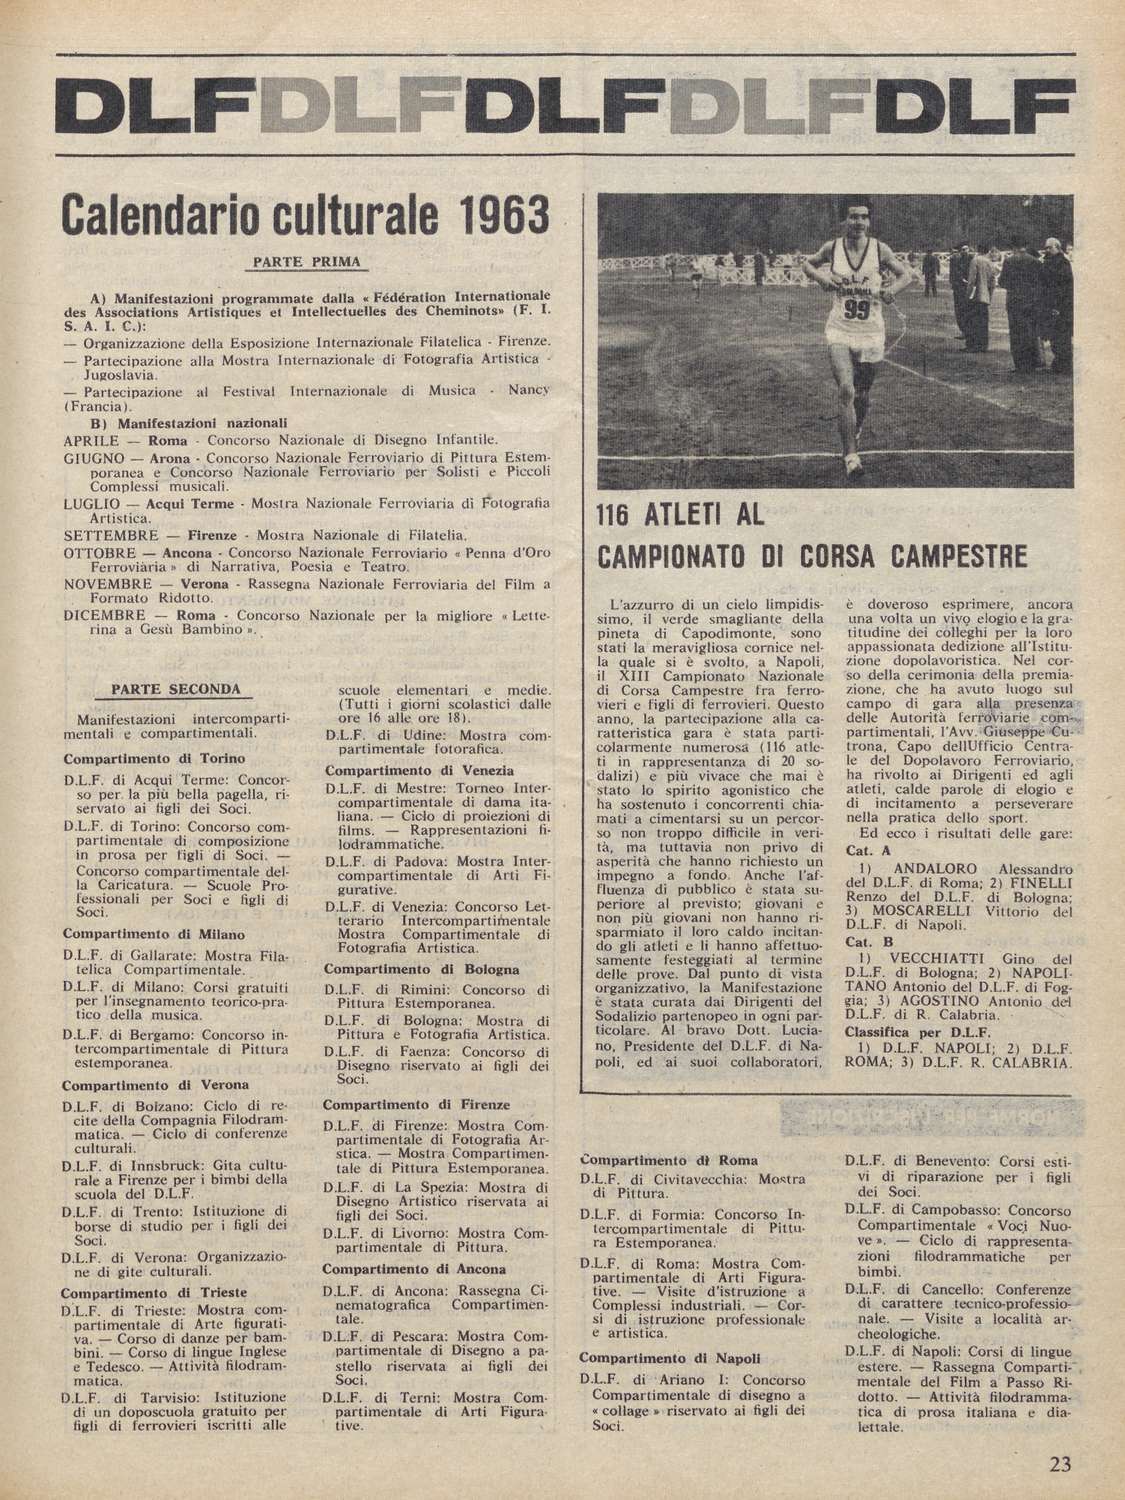 DLFDLFDLFDLFDLF
Calendario culturale 1963
PARTE PRIMA
A) Manifestazioni programmate dalla « Fédération Internationale
des Associations Artistiques et Intellectuelles des Cheminots» (F. I.
S. A. I. C.):
— Organizzazione della Esposizione Internazionale Filatelica - Firenze.
— Partecipazione alla Mostra Internazionale di Fotografia Artistica -
Jugoslavia.
— Partecipazione al Festival Internazionale di Musica - Nancy
(Francia).
B) Manifestazioni nazionali
APRILE — Roma - Concorso Nazionale di Disegno Infantile.
GIUGNO — Arona - Concorso Nazionale Ferroviario di Pittura Estem-
poranea e Concorso Nazionale Ferroviario per Solisti e Piccoli
Complessi musicali.
LUGLIO — Acqui Terme - Mostra Nazionale Ferroviaria di Fotografia
Artistica.
SETTEMBRE — Firenze - Mostra Nazionale di Filatelia.
OTTOBRE — Ancona - Concorso Nazionale Ferroviario « Penna d'Oro
Ferroviaria » di Narrativa, Poesia e Teatro.
NOVEMBRE — Verona - Rassegna Nazionale Ferroviaria del Film a
Formato Ridotto.
DICEMBRE — Roma - Concorso Nazionale per la migliore « Lette-
rina a Gesù Bambino ».
PARTE SECONDA
Manifestazioni intercomparti-
mentali e compartimentali.
Compartimento di Torino
D.L.F. di Acqui Terme: Concor-
so per la più bella pagella, ri-
servato ai figli dei Soci.
D.L.F. di Torino: Concorso com-
partimentale di composizione
in prosa per figli di Soci. —
Concorso compartimentale del-
la Caricatura. — Scuole Pro-
fessionali per Soci e figli di
Soci.
Compartimento di Milano
D.L.F. di Gallarate: Mostra Fila-
telica Compartimentale.
D.L.F. di Milano: Corsi gratuiti
per l'insegnamento teorico-pra-
tico della musica.
D.L.F. di Bergamo: Concorso in-
tercompartimentale di Pittura
estemporanea.
Compartimento di Verona
D.L.F. di Bolzano: Ciclo di re-
cite della Compagnia Filodram-
matica. — Ciclo di conferenze
culturali.
D.L.F. di Innsbruck: Gita cultu-
rale a Firenze per i bimbi della
scuola del D.L.F.
D.L.F. di Trento: Istituzione di
borse di studio per i figli dei
Soci.
D.L.F. di Verona: Organizzazio-
ne di gite culturali.
Compartimento di Trieste
D.L.F. di Trieste: Mostra com-
partimentale di Arte figurati-
va. — Corso di danze per bam-
bini. — Corso di lingue Inglese
e Tedesco. — Attività filodram-
matica.
D.L.F. di Tarvisio: Istituzione
di un doposcuola gratuito per
figli di ferrovieri iscritti alle
scuole elementari e medie.
(Tutti i giorni scolastici dalle
ore 16 alle ore 18).
D.L.F. di Udine: Mostra com-
partimentale fotorafica.
Compartimento di Venezia
D.L.F. di Mestre: Torneo Inter-
compartimentale di dama ita-
liana. — Ciclo di proiezioni di
films. — Rappresentazioni fi-
lodrammatiche.
D.L.F. di Padova: Mostra Inter-
compartimentale di Arti Fi-
gurative.
D.L.F. di Venezia: Concorso Let-
terario Intercompartimentale
Mostra Compartimentale di
Fotografia Artistica.
Compartimento di Bologna
D.L.F. di Rimini: Concorso di
Pittura Estemporanea.
D.L.F. di Bologna: Mostra di
Pittura e Fotografia Artistica.
D.L.F. di Faenza: Concorso di
Disegno riservato ai figli dei
Soci.
Compartimento di Firenze
D.L.F. di Firenze: Mostra Com-
partimentale di Fotografia Ar-
stica. — Mostra Compartimen-
tale di Pittura Estemporanea.
D.L.F. di La Spezia: Mostra di
Disegno Artistico riservata ai
figli dei Soci.
D.L.F. di Livorno: Mostra Com-
partimentale di Pittura.
Compartimento di Ancona
D.L.F. di Ancona: Rassegna Ci-
nematografica Compartimen-
tale.
D.L.F. di Pescara: Mostra Com-
partimentale di Disegno a pa-
stello riservata ai figli dei
Soci.
D.L.F. di Terni: Mostra Com-
partimentale di Arti Figura-
tive.
D.L.F.
99
116 ATLETI AL
CAMPIONATO DI CORSA CAMPESTRE
L'azzurro di un cielo limpidis-
simo, il verde smagliante della
pineta di Capodimonte, sono
stati la meravigliosa cornice nel-
la quale si è svolto, a Napoli,
il XIII Campionato Nazionale
di Corsa Campestre fra ferro-
vieri e figli di ferrovieri. Questo
anno, la partecipazione alla ca-
ratteristica gara è stata parti-
colarmente numerosa (116 atle-
ti in rappresentanza di 20 so-
dalizi) e più vivace che mai è
stato lo spirito agonistico che
ha sostenuto i concorrenti chia-
mati a cimentarsi su un percor-
so non troppo difficile in veri-
tà, ma tuttavia non privo di
asperità che hanno richiesto un
impegno a fondo. Anche l'af-
fluenza di pubblico è stata su-
periore al previsto; giovani e
non più giovani non hanno ri-
sparmiato il loro caldo incitan-
do gli atleti e li hanno affettuo-
samente festeggiati al termine
delle prove. Dal punto di vista
organizzativo, la Manifestazione
è stata curata dai Dirigenti del
Sodalizio partenopeo in ogni par-
ticolare. Al bravo Dott. Lucia-
no, Presidente del D.L.F. di Na-
poli, ed ai suoi collaboratori,
è doveroso esprimere, ancora
una volta un vivo elogio e la gra-
titudine dei colleghi per la loro
appassionata dedizione all'Istitu-
zione dopolavoristica. Nel cor-
so della cerimonia della premia-
zione, che ha avuto luogo sul
campo di gara alla presenza
delle Autorità ferroviarie com-
partimentali, l'Avv. Giuseppe Cu-
trona, Capo dell'Ufficio Centra-
le del Dopolavoro Ferroviario,
ha rivolto ai Dirigenti ed agli
atleti, calde parole di elogio e
di incitamento a perseverare
nella pratica dello sport.
Ed ecco i risultati delle gare:
Cat. A
1) ANDALORO Alessandro
del D.L.F. di Roma; 2) FINELLI
Renzo del D.L.F. di Bologna;
3) MOSCARELLI Vittorio del
D.L.F. di Napoli.
Cat. B
1) VECCHIATTI Gino del
D.L.F. di Bologna; 2) NAPOLI-
TANO Antonio del D.L.F. di Fog-
gia; 3) AGOSTINO Antonio del
D.L.F. di R. Calabria.
Classifica per D.L.F.
1) D.L.F. NAPOLI; 2) D.L.F.
ROMA; 3) D.L.F. R. CALABRIA.
Compartimento di Roma
D.L.F. di Civitavecchia: Mostra
di Pittura.
D.L.F. di Formia: Concorso In-
tercompartimentale di Pittu-
ra Estemporanea.
D.L.F. di Roma: Mostra Com-
partimentale di Arti Figura-
tive. — Visite d'istruzione a
Complessi industriali. — Cor-
si di istruzione professionale
e artistica.
Compartimento di Napoli
D.L.F. di Ariano I: Concorso
Compartimentale di disegno a
« collage » riservato ai figli dei
Soci.
D.L.F. di Benevento: Corsi esti-
vi di riparazione per i figli
dei Soci.
D.L.F. di Campobasso: Concorso
Compartimentale « Voci Nuo-
ve ». — Ciclo di rappresenta-
zioni filodrammatiche per
bimbi.
D.L.F. di Cancello: Conferenze
di carattere tecnico-professio-
nale. — Visite a località ar-
cheologiche.
D.L.F. di Napoli: Corsi di lingue
estere. — Rassegna Comparti-
mentale del Film a Passo Ri-
dotto. — Attività filodramma-
tica di prosa italiana e dia-
lettale.
23